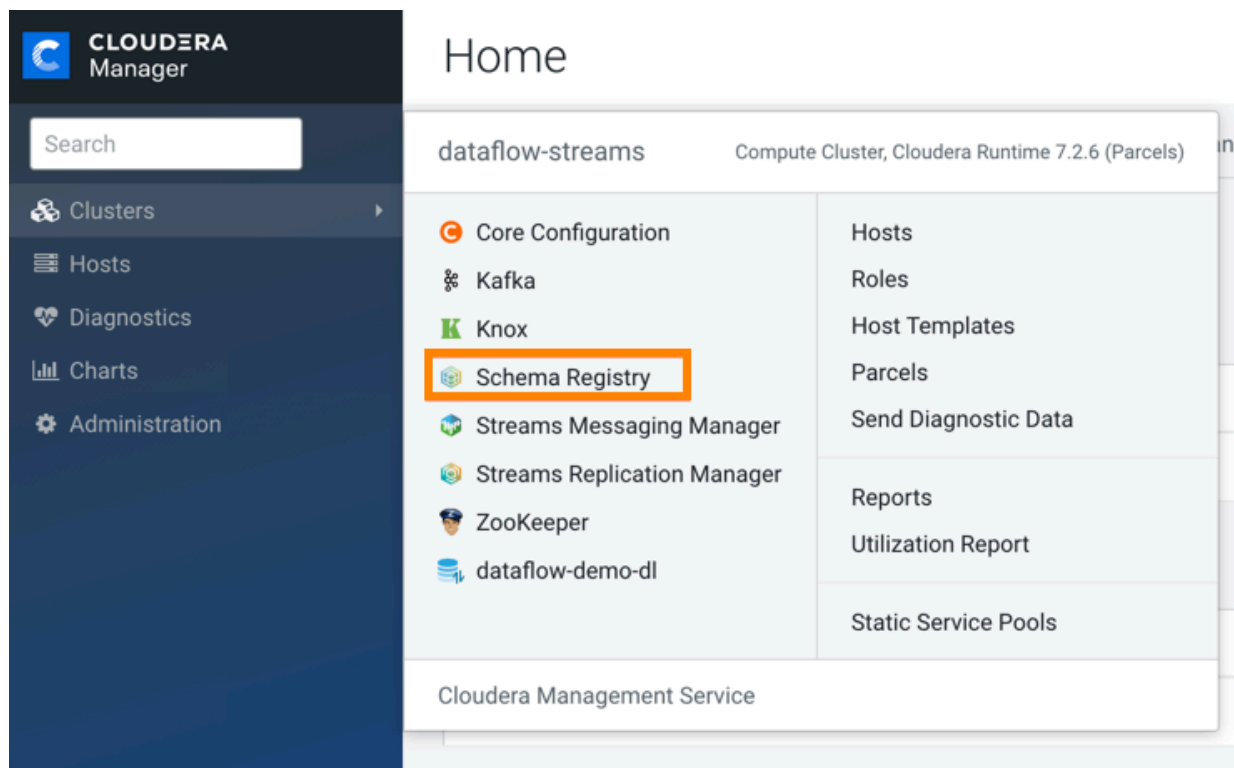 CLOUDERA
Manager
Search
Clusters
Hosts
Diagnostics
Charts
Administration
Home
dataflow-streams
Compute Cluster, Cloudera Runtime 7.2.6 (Parcels)
Core Configuration
Kafka
Knox
Schema Registry
Streams Messaging Manager
Streams Replication Manager
ZooKeeper
dataflow-demo-dl
Hosts
Roles
Host Templates
Parcels
Send Diagnostic Data
Reports
Utilization Report
Static Service Pools
Cloudera Management Service